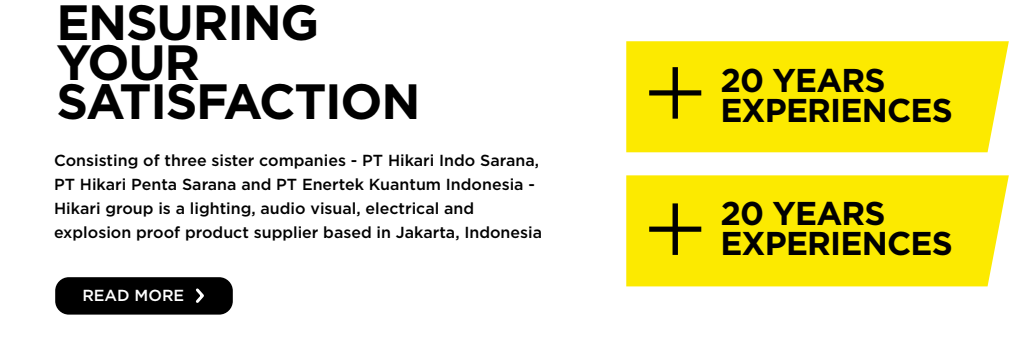 ENSURING
YOUR
SATISFACTION
Consisting of three sister companies - PT Hikari Indo Sarana,
PT Hikari Penta Sarana and PT Enertek Kuantum Indonesia -
Hikari group is a lighting, audio visual, electrical and
explosion proof product supplier based in Jakarta, Indonesia
READ MORE
+ 20 YEARS
EXPERIENCES
+ 20 YEARS
EXPERIENCES